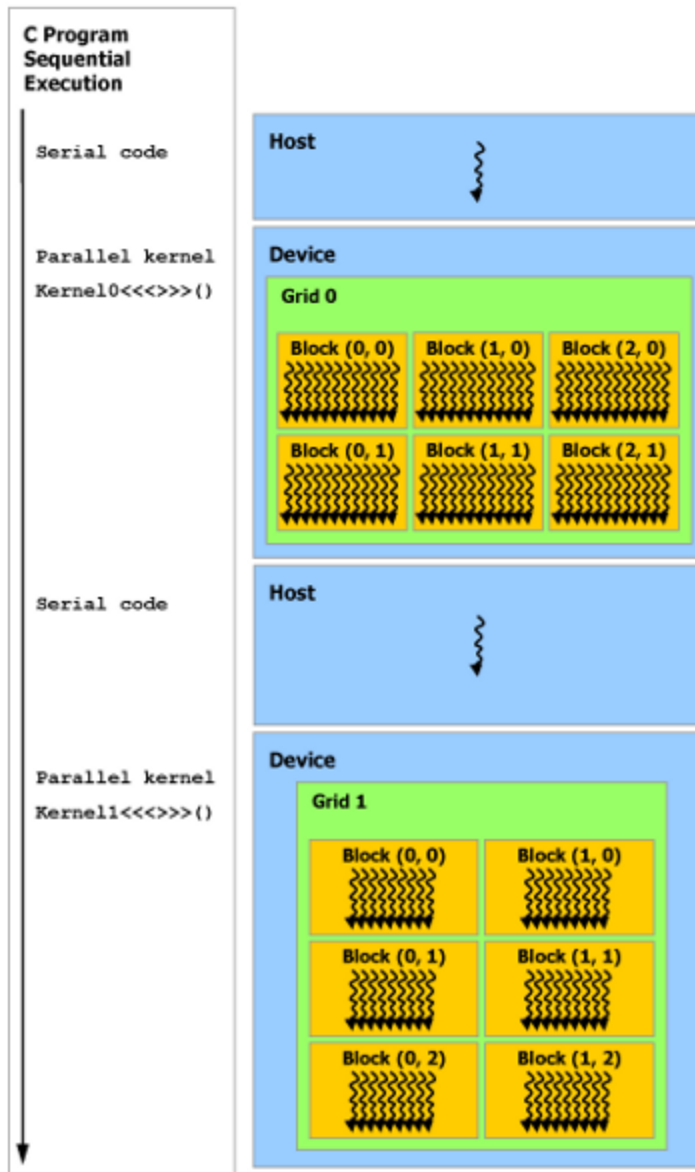 C Program
Sequential
Execution
Serial code
Host
Parallel kernel
Kernel0<<<>>>()
Device
Grid 0
Block (0, 0)
Block (1, 0)
Block (2, 0)
Block (0, 1)
Block (1, 1)
Block (2, 1)
Serial code
Host
Parallel kernel
Kernel1<<<>>>()
Device
Grid 1
Block (0, 0)
Block (1, 0)
Block (0, 1)
Block (1, 1)
Block (0, 2)
Block (1, 2)